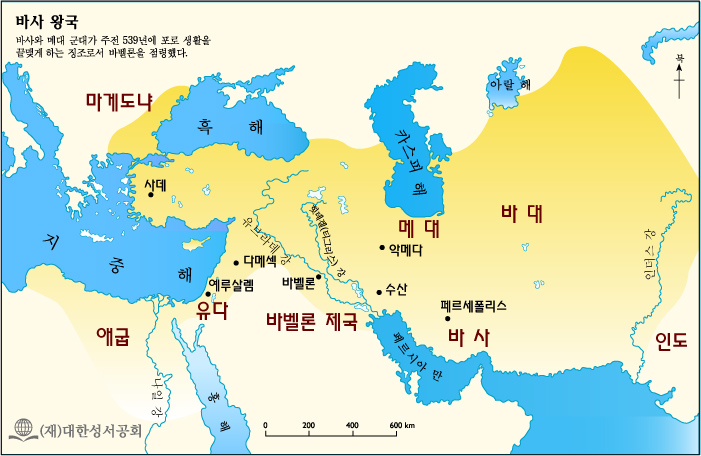 바사 왕국
바사와 메대 군대가 주전 539년에 포로 생활을
끝맺게 하는 징조로서 바벨론을 점령했다.
북
아랄 해
마게도냐
흑 해
카스피 해
사데
바 대
메 대
유브라데 강
힛데겔(티그리스) 강
인더스 강
지 중 해
다메섹
악메다
바벨론
예루살렘
수산
페르세폴리스
유다
바벨론 제국
애굽
바 사
인도
페르시아 만
나일 강
홍 해
(재)대한성서공회
0 200 400 600 km